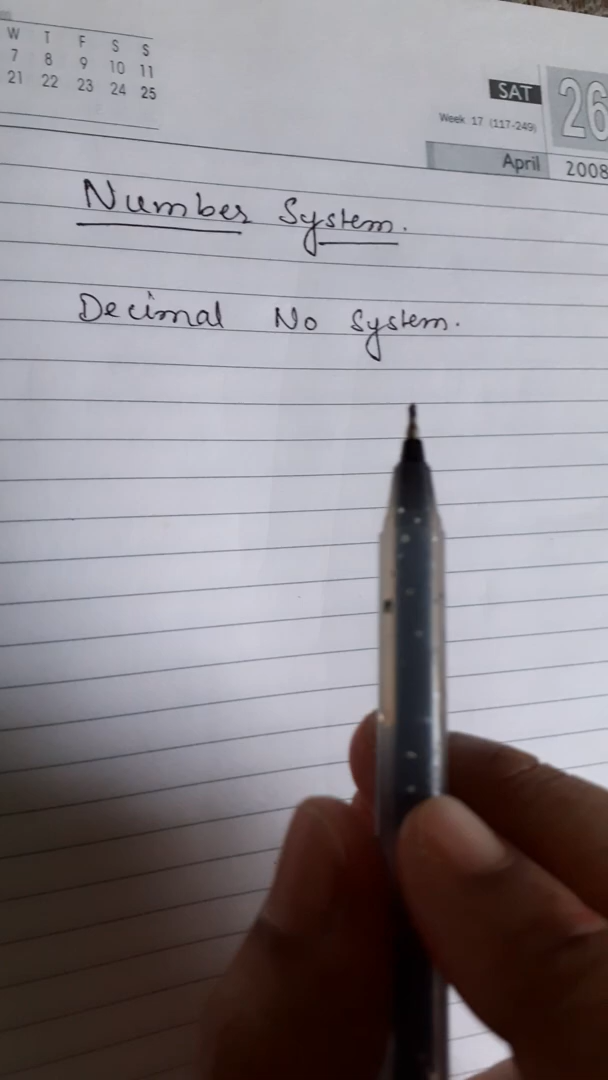 W T F S S
7 8 9 10 11
21 22 23 24 25
SAT 26
Week 17 (117-249)
April 2008
Number System.
Decimal No System.